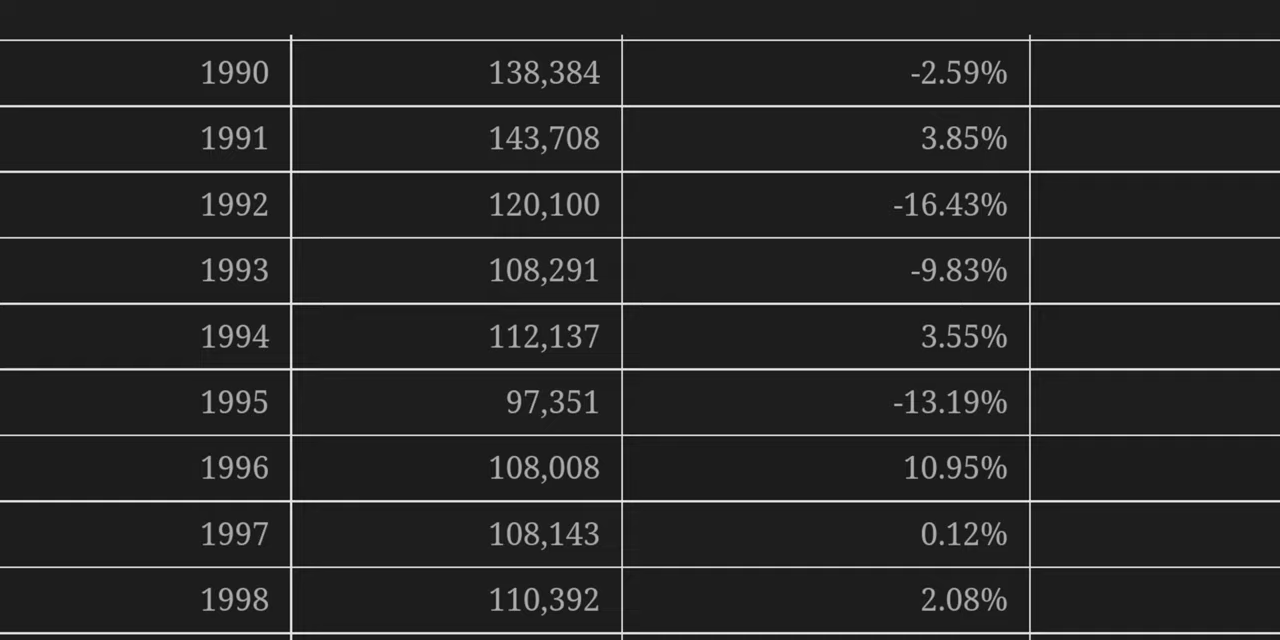 1990 138,384 -2.59%
1991 143,708 3.85%
1992 120,100 -16.43%
1993 108,291 -9.83%
1994 112,137 3.55%
1995 97,351 -13.19%
1996 108,008 10.95%
1997 108,143 0.12%
1998 110,392 2.08%